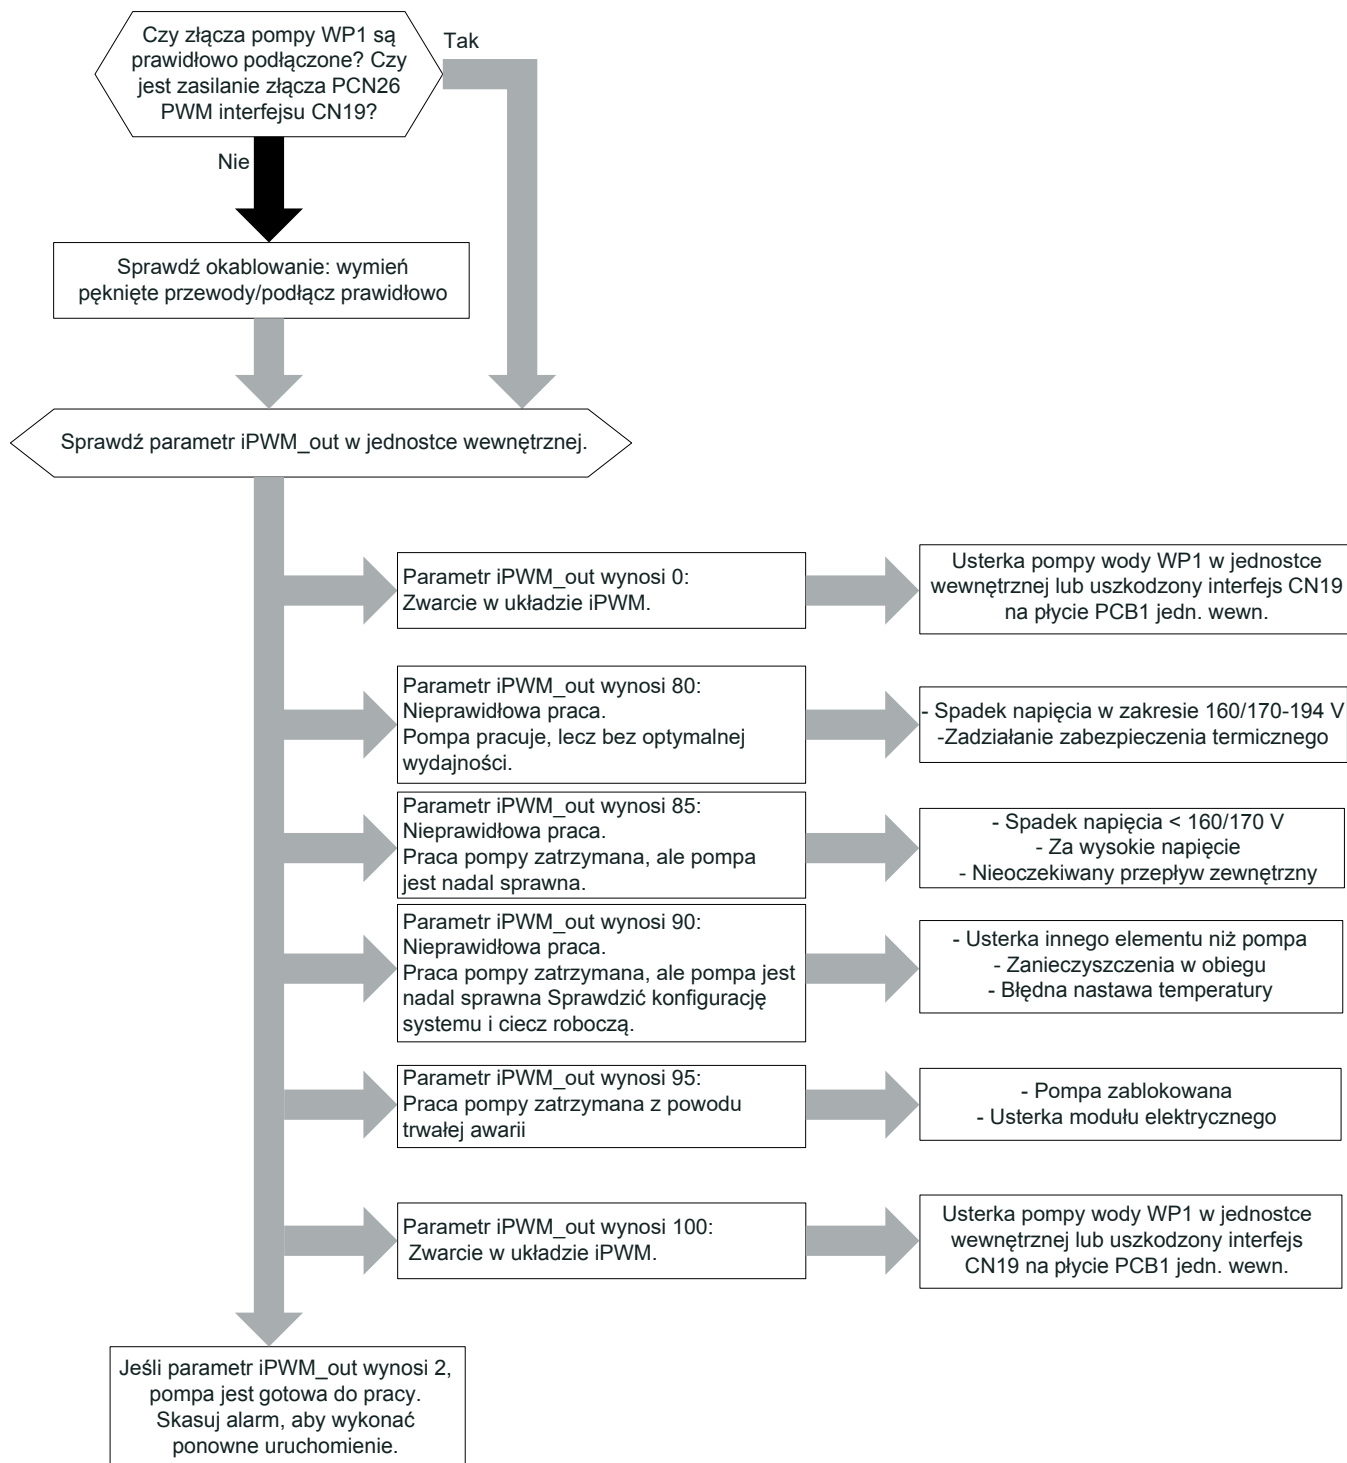 Czy złącza pompy WP1 są
prawidłowo podłączone? Czy
jest zasilanie złącza PCN26
PWM interfejsu CN19?
Tak
Nie
Sprawdź okablowanie: wymień
pęknięte przewody/podłącz prawidłowo
Sprawdź parametr iPWM_out w jednostce wewnętrznej.
Parametr iPWM_out wynosi 0:
Zwarcie w układzie iPWM.
Usterka pompy wody WP1 w jednostce
wewnętrznej lub uszkodzony interfejs CN19
na płycie PCB1 jedn. wewn.
Parametr iPWM_out wynosi 80:
Nieprawidłowa praca.
Pompa pracuje, lecz bez optymalnej
wydajności.
- Spadek napięcia w zakresie 160/170-194 V
-Zadziałanie zabezpieczenia termicznego
Parametr iPWM_out wynosi 85:
Nieprawidłowa praca.
Praca pompy zatrzymana, ale pompa
jest nadal sprawna.
- Spadek napięcia < 160/170 V
- Za wysokie napięcie
- Nieoczekiwany przepływ zewnętrzny
Parametr iPWM_out wynosi 90:
Nieprawidłowa praca.
Praca pompy zatrzymana, ale pompa jest
nadal sprawna Sprawdzić konfigurację
systemu i ciecz roboczą.
- Usterka innego elementu niż pompa
- Zanieczyszczenia w obiegu
- Błędna nastawa temperatury
Parametr iPWM_out wynosi 95:
Praca pompy zatrzymana z powodu
trwałej awarii
- Pompa zablokowana
- Usterka modułu elektrycznego
Parametr iPWM_out wynosi 100:
Zwarcie w układzie iPWM.
Usterka pompy wody WP1 w jednostce
wewnętrznej lub uszkodzony interfejs
CN19 na płycie PCB1 jedn. wewn.
Jeśli parametr iPWM_out wynosi 2,
pompa jest gotowa do pracy.
Skasuj alarm, aby wykonać
ponowne uruchomienie.